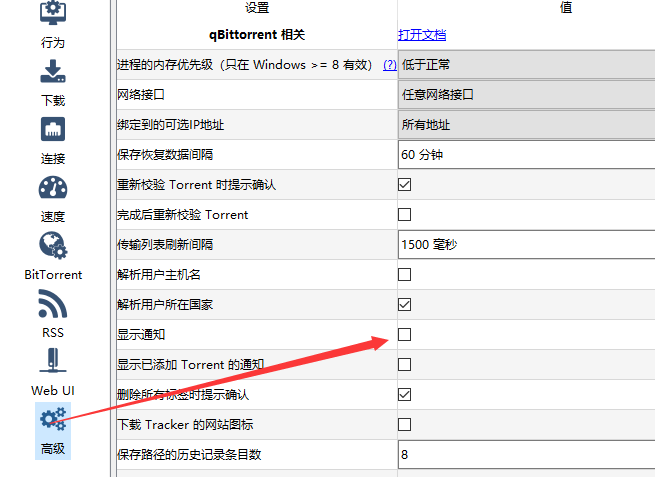 设置 值
行为
下载
连接
速度
BitTorrent
RSS
Web UI
高级
qBittorrent 相关 打开文档
进程的内存优先级（只在 Windows >= 8 有效） (?) 低于正常
网络接口 任意网络接口
绑定到的可选IP地址 所有地址
保存恢复数据间隔 60 分钟
重新校验 Torrent 时提示确认
完成后重新校验 Torrent
传输列表刷新间隔 1500 毫秒
解析用户主机名
解析用户所在国家
显示通知
显示已添加 Torrent 的通知
删除所有标签时提示确认
下载 Tracker 的网站图标
保存路径的历史记录条目数 8